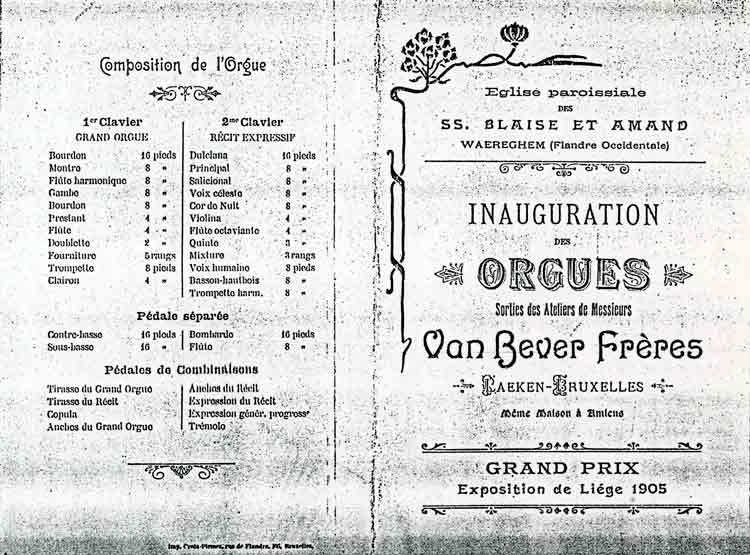 Composition de l'Orgue
1er Clavier
GRAND ORGUE
Bourdon 16 pieds
Montre 8 "
Flûte harmonique 8 "
Gambe 8 "
Bourdon 8 "
Prestant 4 "
Flûte 4 "
Doublette 2 "
Fourniture 5 rangs
Trompette 8 pieds
Clairon 4 "
2me Clavier
RÉCIT EXPRESSIF
Dulciana 16 pieds
Principal 8 "
Salicional 8 "
Voix céleste 8 "
Cor de Nuit 8 "
Violina 4 "
Flûte octaviante 4 "
Quinte 3 "
Mixture 3 rangs
Voix humaine 8 pieds
Basson-hautbois 8 "
Trompette harm. 8 "
Pédale séparée
Contre-basse 16 pieds
Sous-basse 16 "
Bombarde 16 pieds
Flûte 8 "
Pédales de Combinaisons
Tirasse du Grand Orgue
Tirasse du Récit
Copula
Anches du Grand Orgue
Anches du Récit
Expression du Récit
Expression génér. progress
Trémolo
Imp. rue de Flandre, Bruxelles,
Eglise paroissiale
DES
SS. BLAISE ET AMAND
WAEREGHEM (Flandre Occidentale)
INAUGURATION
DES
ORGUES
Sorties des Ateliers de Messieurs
Van Bever Frères
LAEKEN-BRUXELLES
Même Maison à Amiens
GRAND PRIX
Exposition de Liége 1905